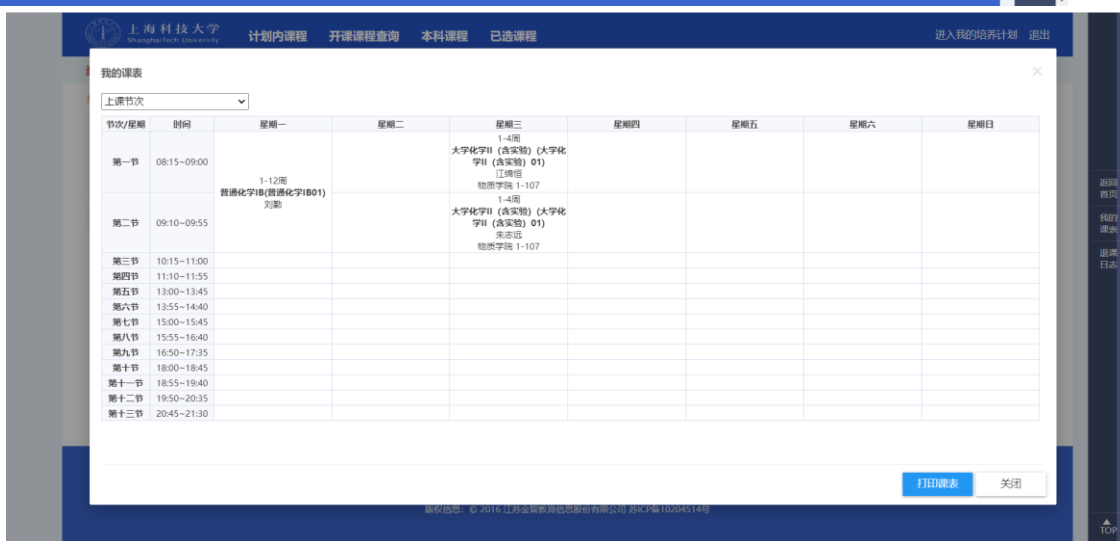 上海科技大学
ShanghaiTech University
计划内课程 开课课程查询 本科课程 已选课程
进入我的培养计划 退出
我的课表
上课节次
节次/星期 时间 星期一 星期二 星期三 星期四 星期五 星期六 星期日
第一节 08:15~09:00
1-12周
普通化学IB(普通化学IB01)
刘勤
1-4周
大学化学II（含实验）(大学化
学II（含实验）01)
江绵恒
物质学院 1-107
第二节 09:10~09:55
1-4周
大学化学II（含实验）(大学化
学II（含实验）01)
朱志远
物质学院 1-107
第三节 10:15~11:00
第四节 11:10~11:55
第五节 13:00~13:45
第六节 13:55~14:40
第七节 15:00~15:45
第八节 15:55~16:40
第九节 16:50~17:35
第十节 18:00~18:45
第十一节 18:55~19:40
第十二节 19:50~20:35
第十三节 20:45~21:30
打印课表 关闭
返回
首页
我的
课表
退课
日志
版权信息：© 2016 江苏金智教育信息股份有限公司 苏ICP备10204514号
TOP